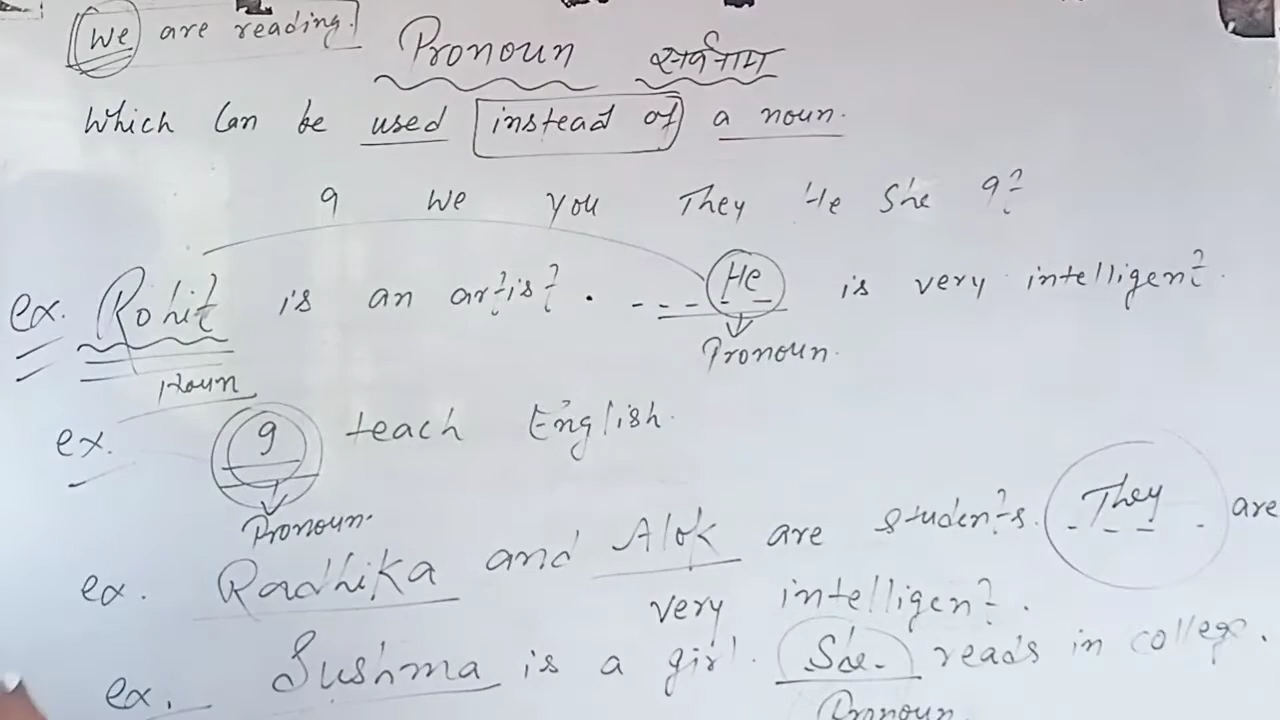 We are reading.
Pronoun सर्वनाम
Which can be used instead of a noun.
I We You They He She It
ex. Rohit is an artist. - - - He is very intelligent.
Noun
Pronoun.
ex. I teach English.
Pronoun.
ex. Radhika and Alok are students. They are
very intelligent.
ex. Sushma is a girl. She reads in college.
Pronoun